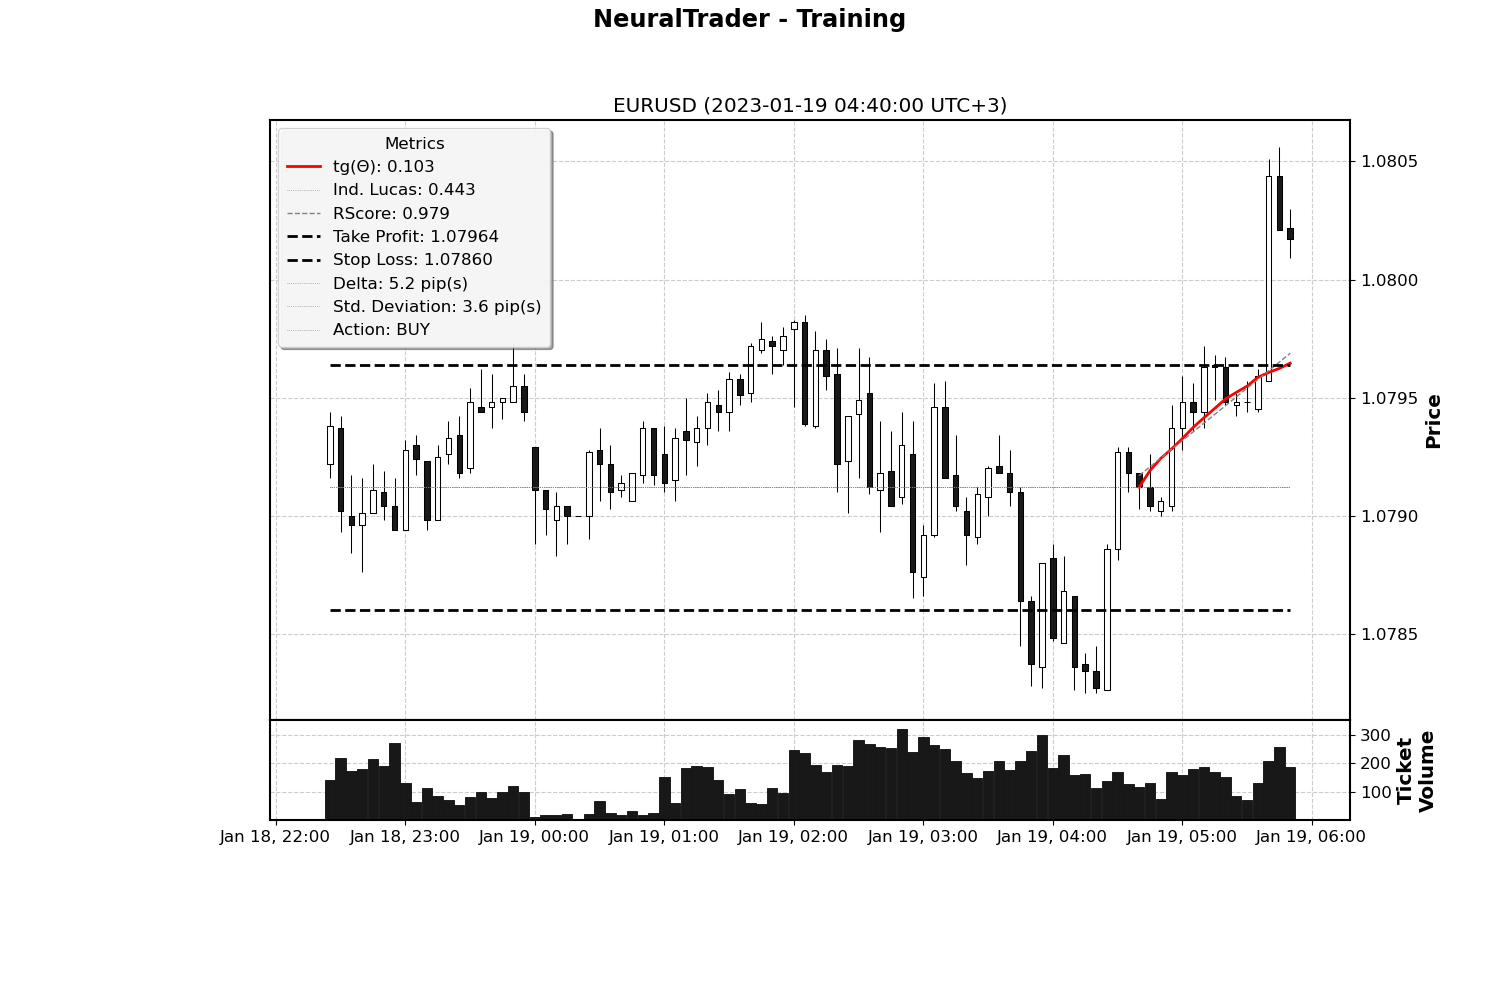 NeuralTrader - Training
EURUSD (2023-01-19 04:40:00 UTC+3)
Metrics
tg(Θ): 0.103
Ind. Lucas: 0.443
RScore: 0.979
Take Profit: 1.07964
Stop Loss: 1.07860
Delta: 5.2 pip(s)
Std. Deviation: 3.6 pip(s)
Action: BUY
1.0805
1.0800
1.0795
1.0790
1.0785
Price
300
200
100
Ticket
Volume
Jan 18, 22:00
Jan 18, 23:00
Jan 19, 00:00
Jan 19, 01:00
Jan 19, 02:00
Jan 19, 03:00
Jan 19, 04:00
Jan 19, 05:00
Jan 19, 06:00